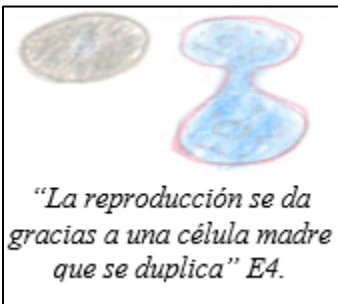 “La reproducción se da
gracias a una célula madre
que se duplica” E4.